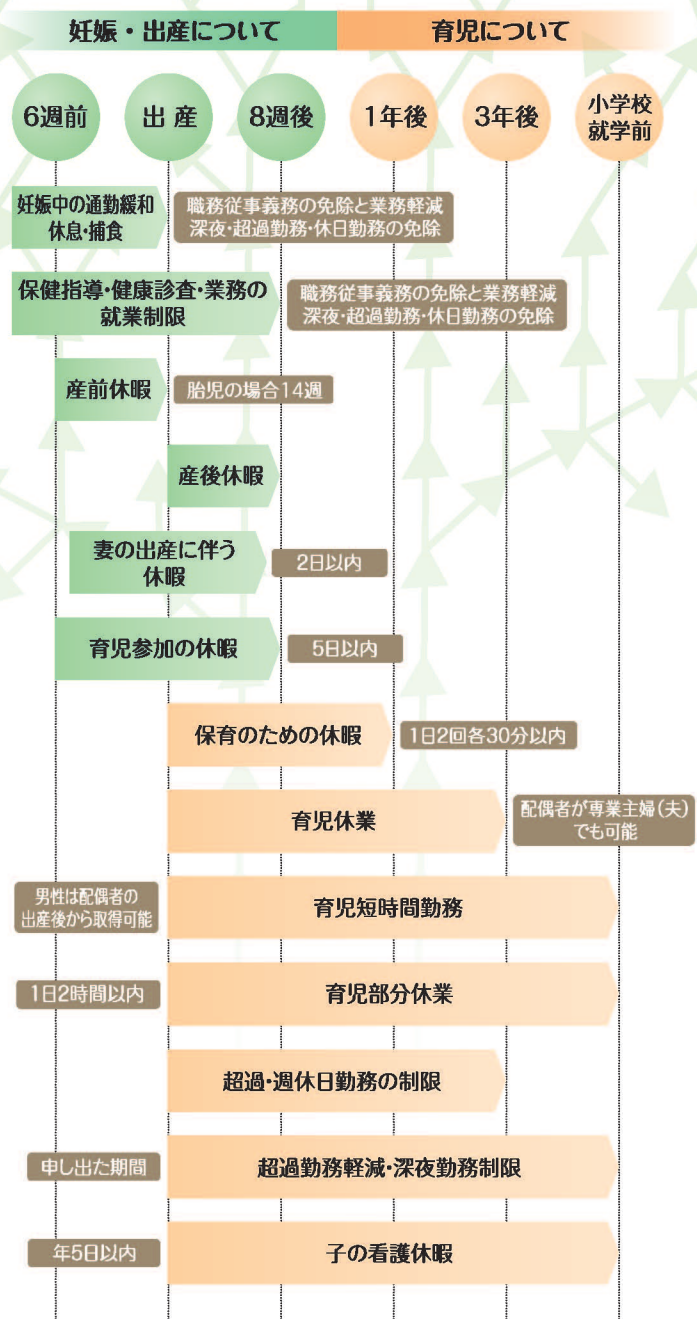 妊娠・出産について
育児について
6週前
出産
8週後
1年後
3年後
小学校
就学前
妊娠中の通勤緩和
休息・捕食
職務従事義務の免除と業務軽減
深夜・超過勤務・休日勤務の免除
保健指導・健康診査・業務の
就業制限
職務従事義務の免除と業務軽減
深夜・超過勤務・休日勤務の免除
産前休暇
胎児の場合14週
産後休暇
妻の出産に伴う
休暇
2日以内
育児参加の休暇
5日以内
保育のための休暇
1日2回各30分以内
育児休業
配偶者が専業主婦(夫)
でも可能
男性は配偶者の
出産後から取得可能
育児短時間勤務
1日2時間以内
育児部分休業
超過・週休日勤務の制限
申し出た期間
超過勤務軽減・深夜勤務制限
年5日以内
子の看護休暇